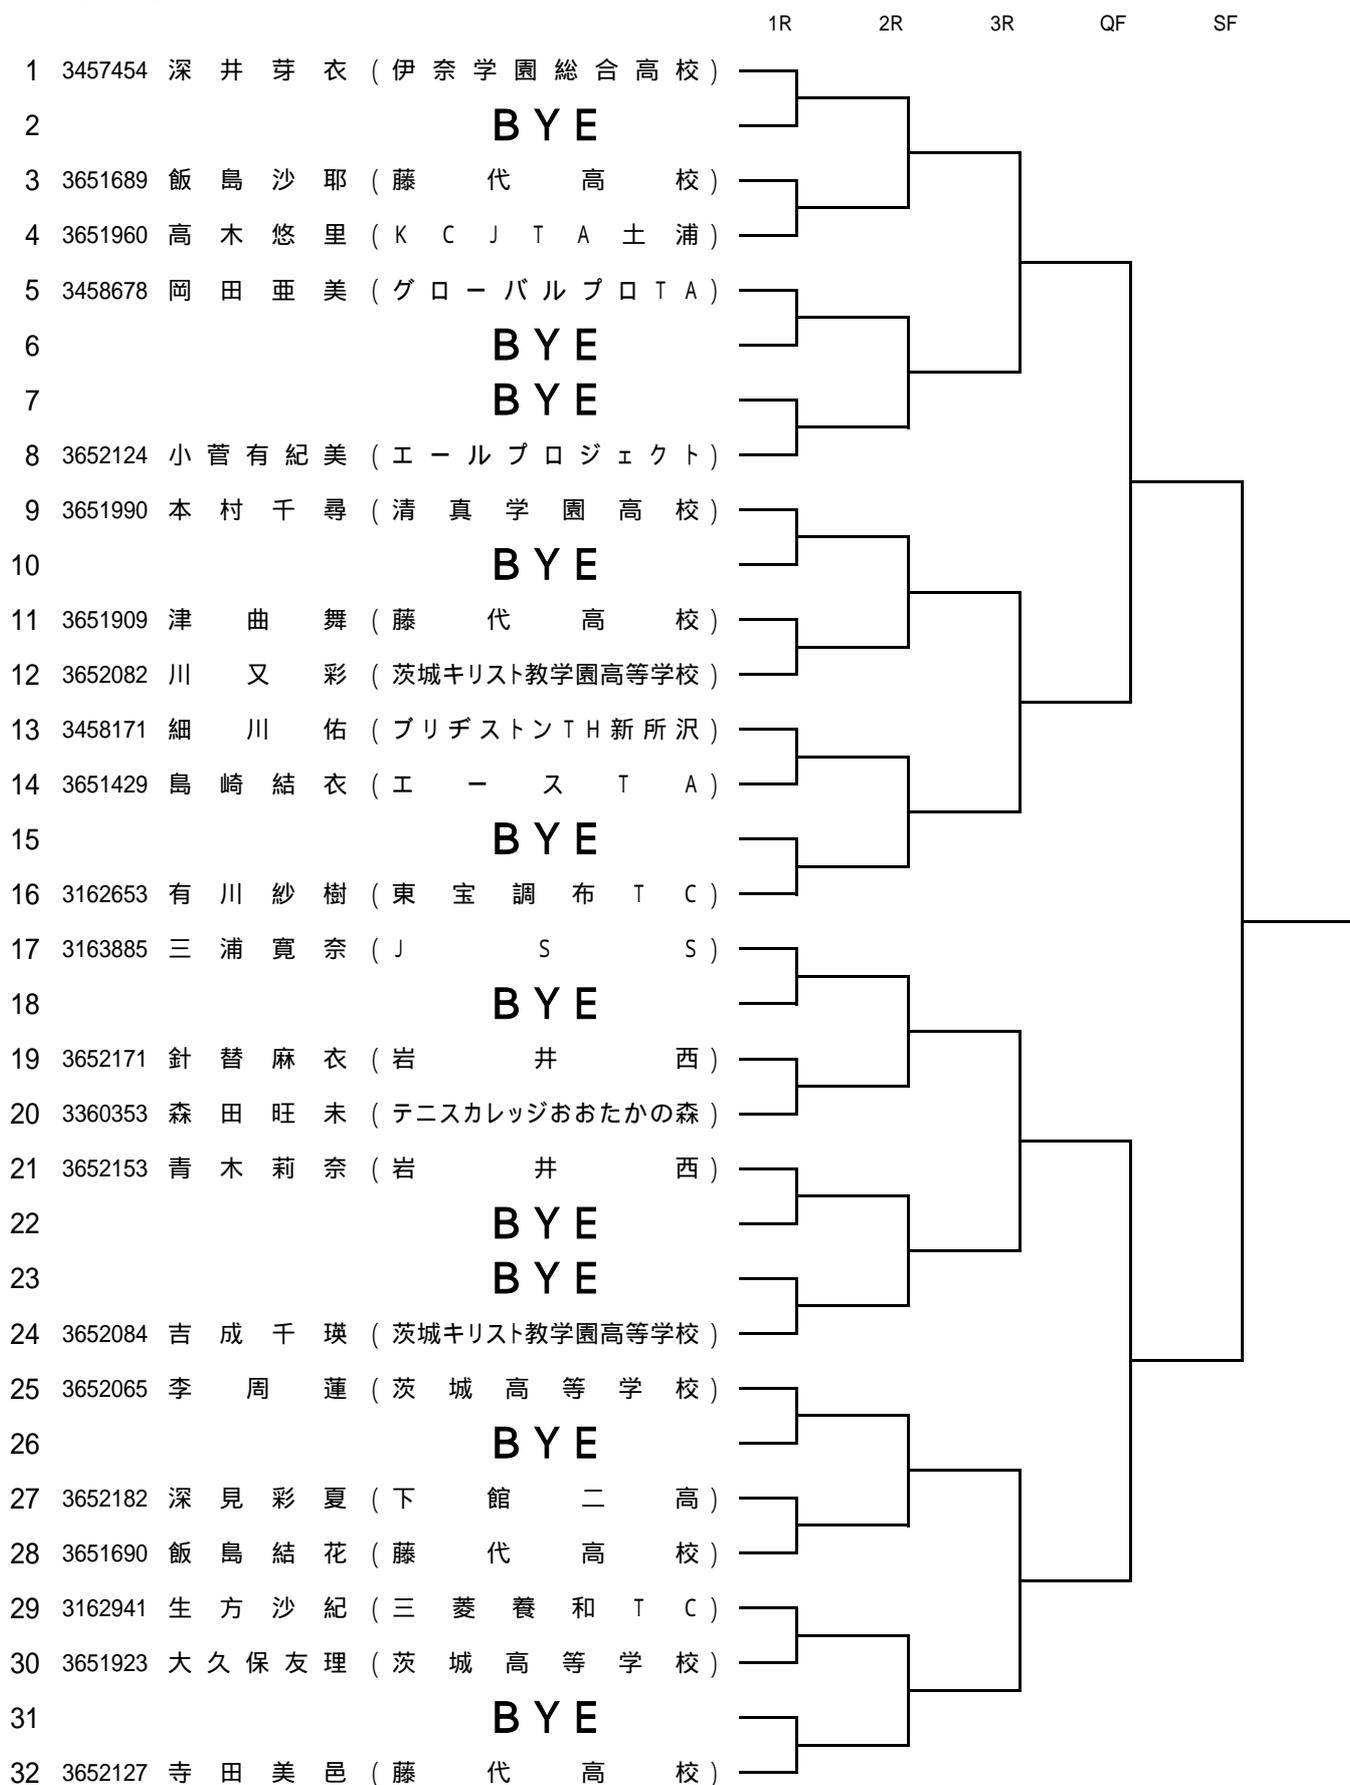 1R 2R 3R QF SF
1 3457454 深井芽衣 (伊奈学園総合高校)
2 BYE
3 3651689 飯島沙耶 (藤代高校)
4 3651960 高木悠里 (KCJTA土浦)
5 3458678 岡田亜美 (グローバルプロTA)
6 BYE
7 BYE
8 3652124 小菅有紀美 (エールプロジェクト)
9 3651990 本村千尋 (清真学園高校)
10 BYE
11 3651909 津曲舞 (藤代高校)
12 3652082 川又彩 (茨城キリスト教学園高等学校)
13 3458171 細川佑 (ブリヂストンTH新所沢)
14 3651429 島崎結衣 (エースTA)
15 BYE
16 3162653 有川紗樹 (東宝調布TC)
17 3163885 三浦寛奈 (JSS)
18 BYE
19 3652171 針替麻衣 (岩井西)
20 3360353 森田旺未 (テニスカレッジおおたかの森)
21 3652153 青木莉奈 (岩井西)
22 BYE
23 BYE
24 3652084 吉成千瑛 (茨城キリスト教学園高等学校)
25 3652065 李周蓮 (茨城高等学校)
26 BYE
27 3652182 深見彩夏 (下館二高)
28 3651690 飯島結花 (藤代高校)
29 3162941 生方沙紀 (三菱養和TC)
30 3651923 大久保友理 (茨城高等学校)
31 BYE
32 3652127 寺田美邑 (藤代高校)